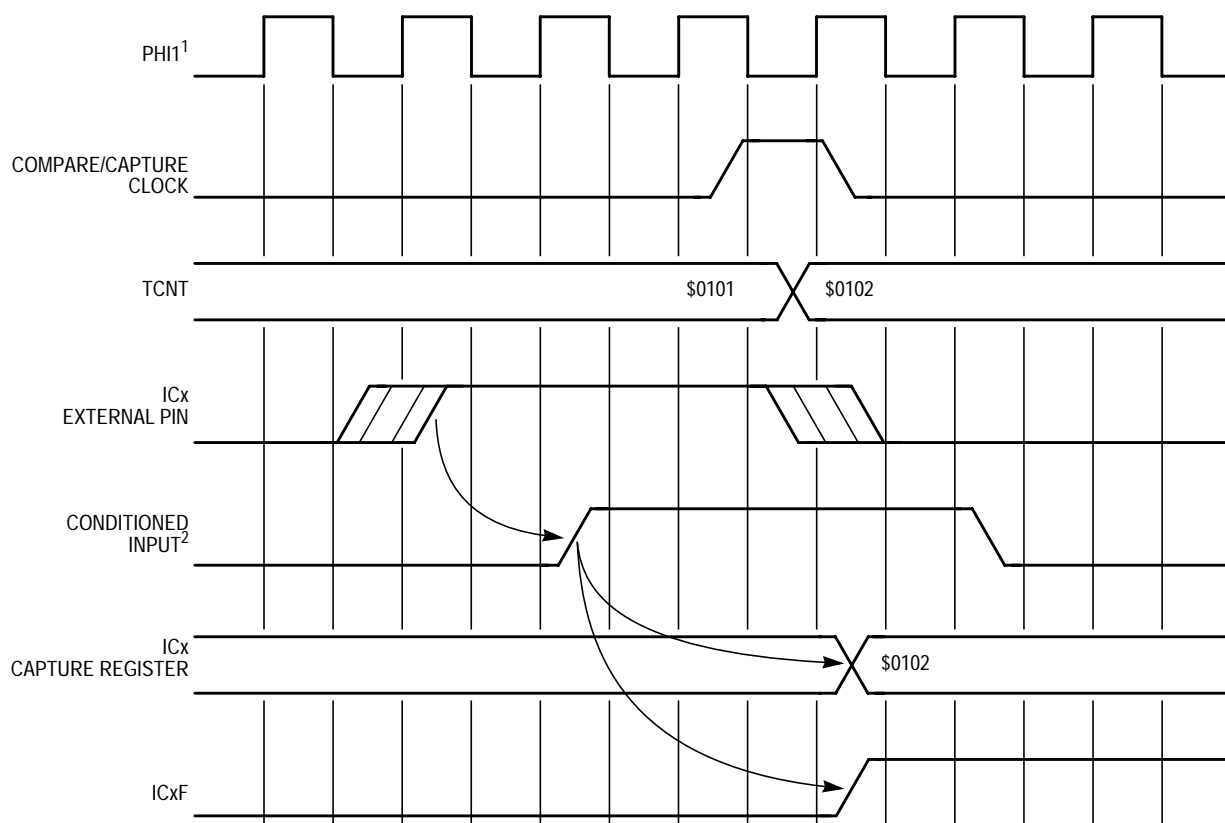 PHI1¹
COMPARE/CAPTURE
CLOCK
TCNT
$0101
$0102
ICx
EXTERNAL PIN
CONDITIONED
INPUT²
ICx
CAPTURE REGISTER
$0102
ICxF